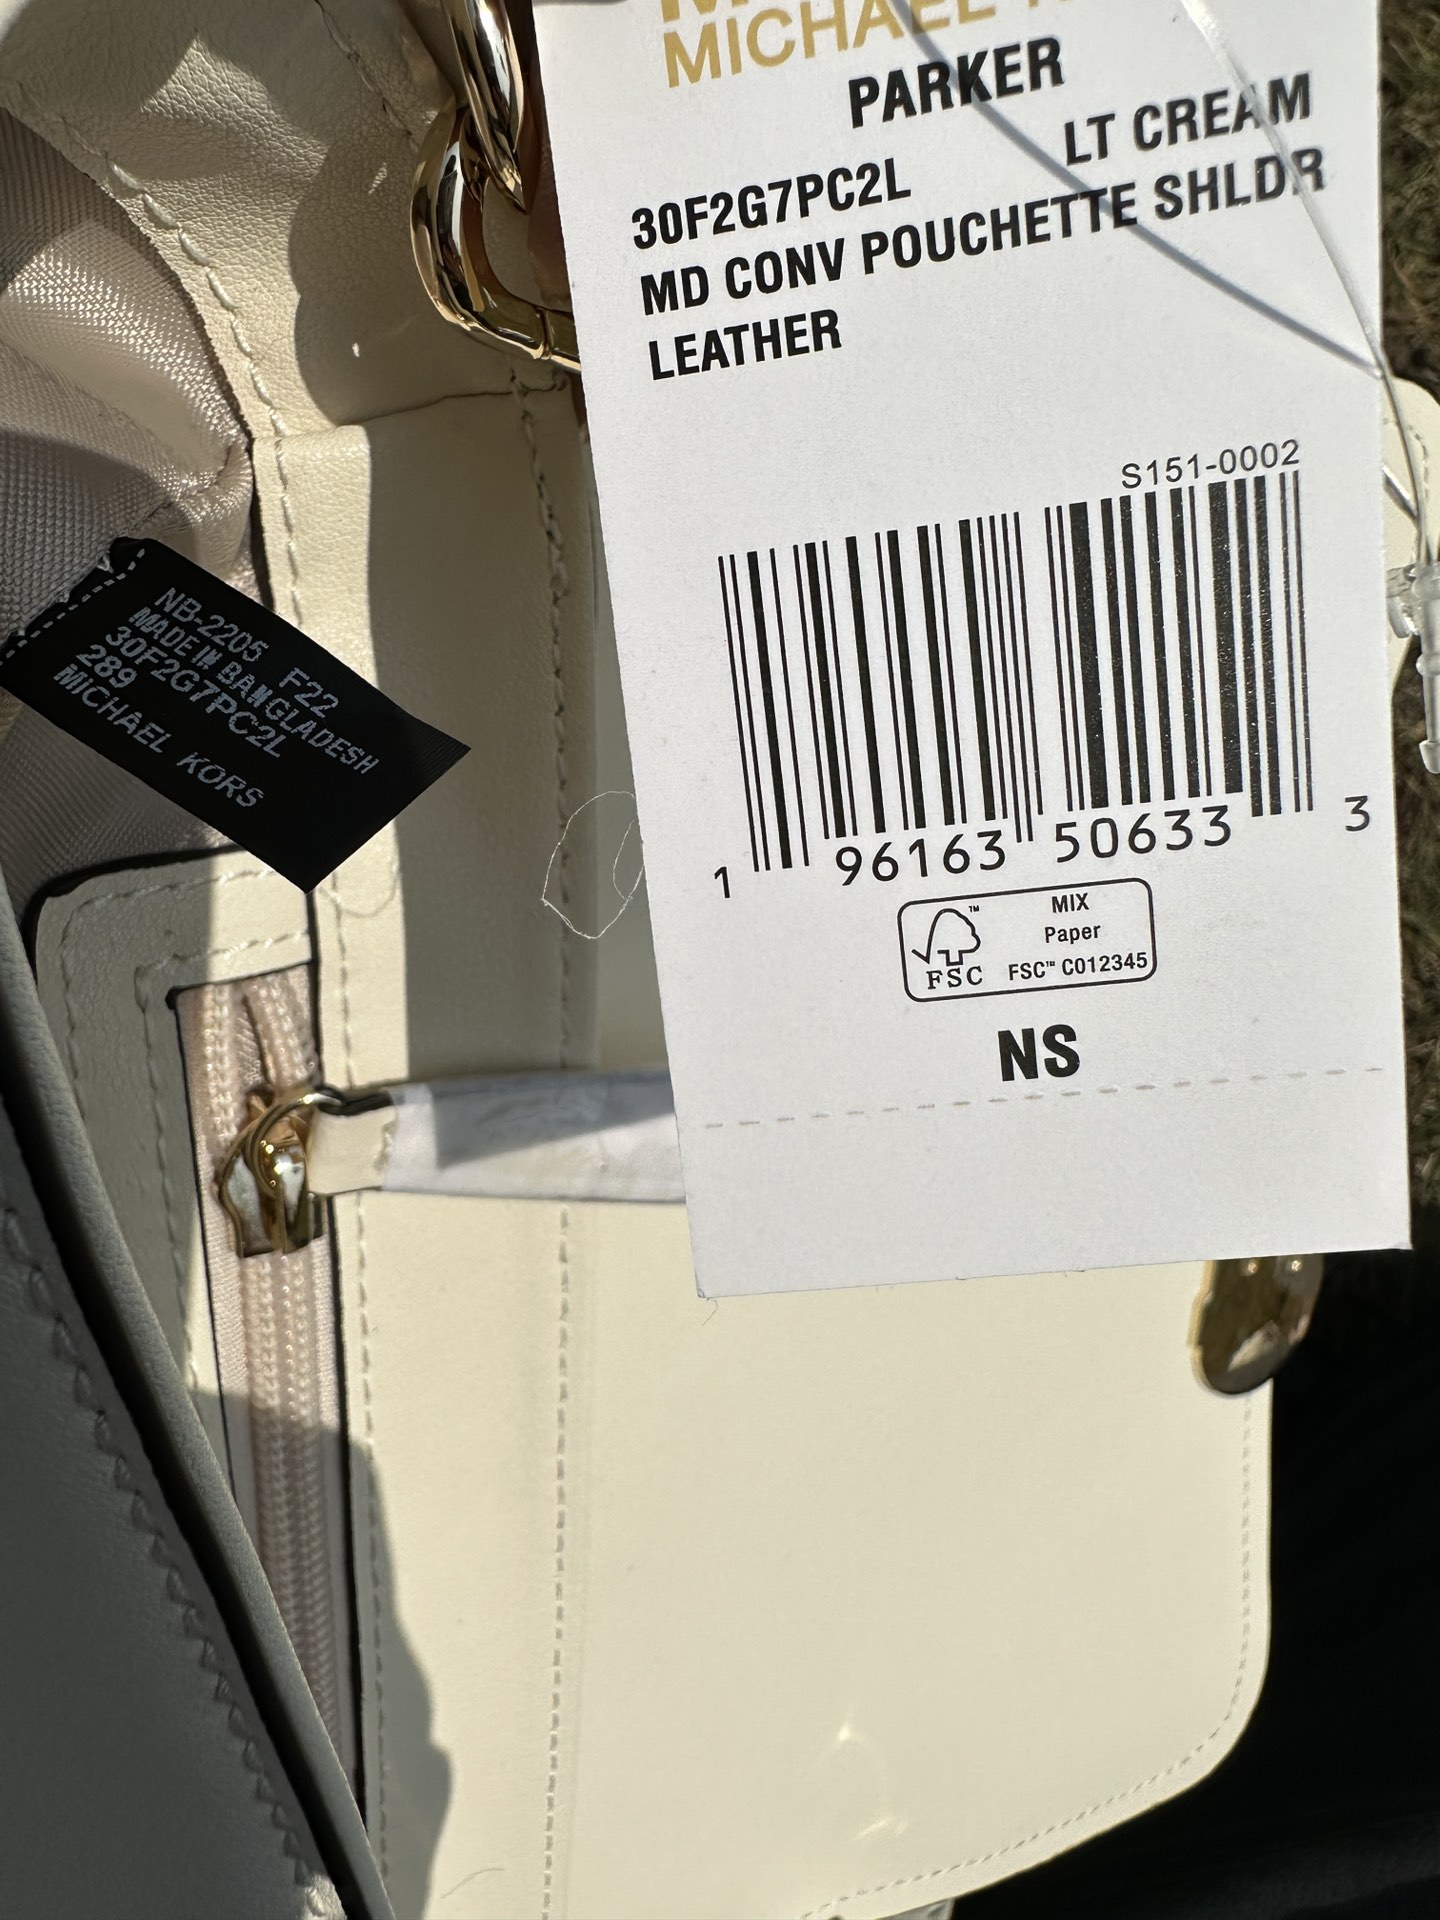 MICHAEL
PARKER
30F2G7PC2L LT CREAM
MD CONV POUCHETTE SHLDR
LEATHER
S151-0002
1 96163 50633 3
FSC
MIX
Paper
FSC™ C012345
NS
NB-2205 F22
MADE IN BANGLADESH
30F2G7PC2L
289
MICHAEL KORS